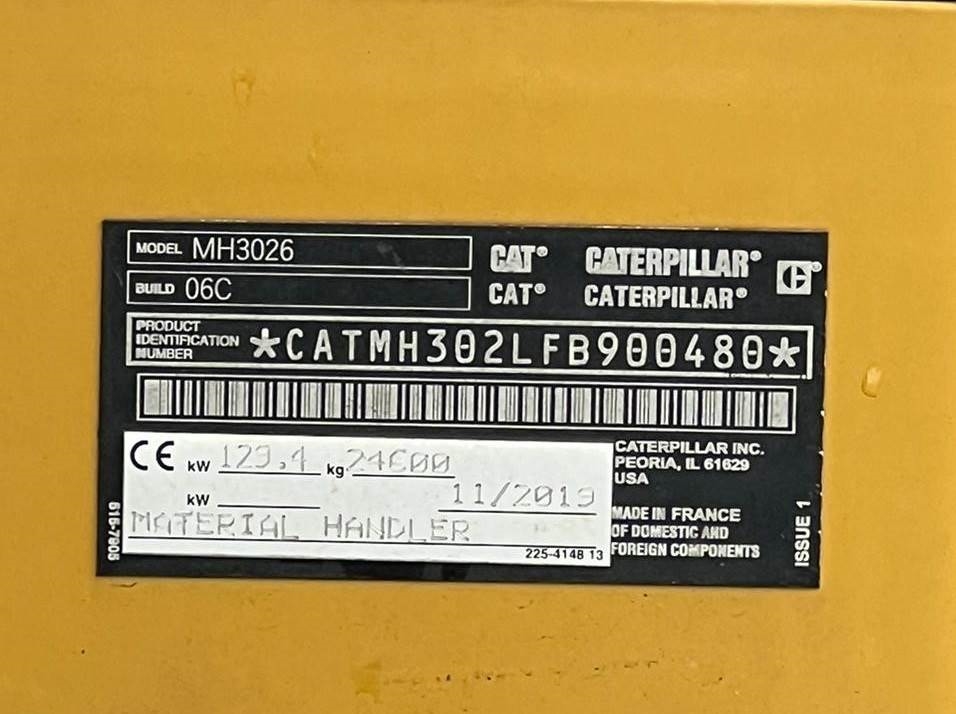 MODEL MH3026
CAT® CATERPILLAR®
BUILD 06C
CAT® CATERPILLAR®
C®
PRODUCT
IDENTIFICATION
NUMBER
*CATMH302LFB900480*
CE kW 129.4 kg 24600
kW 11/2019
MATERIAL HANDLER
225-4148 13
CATERPILLAR INC.
PEORIA, IL 61629
USA
MADE IN FRANCE
OF DOMESTIC AND
FOREIGN COMPONENTS
ISSUE 1